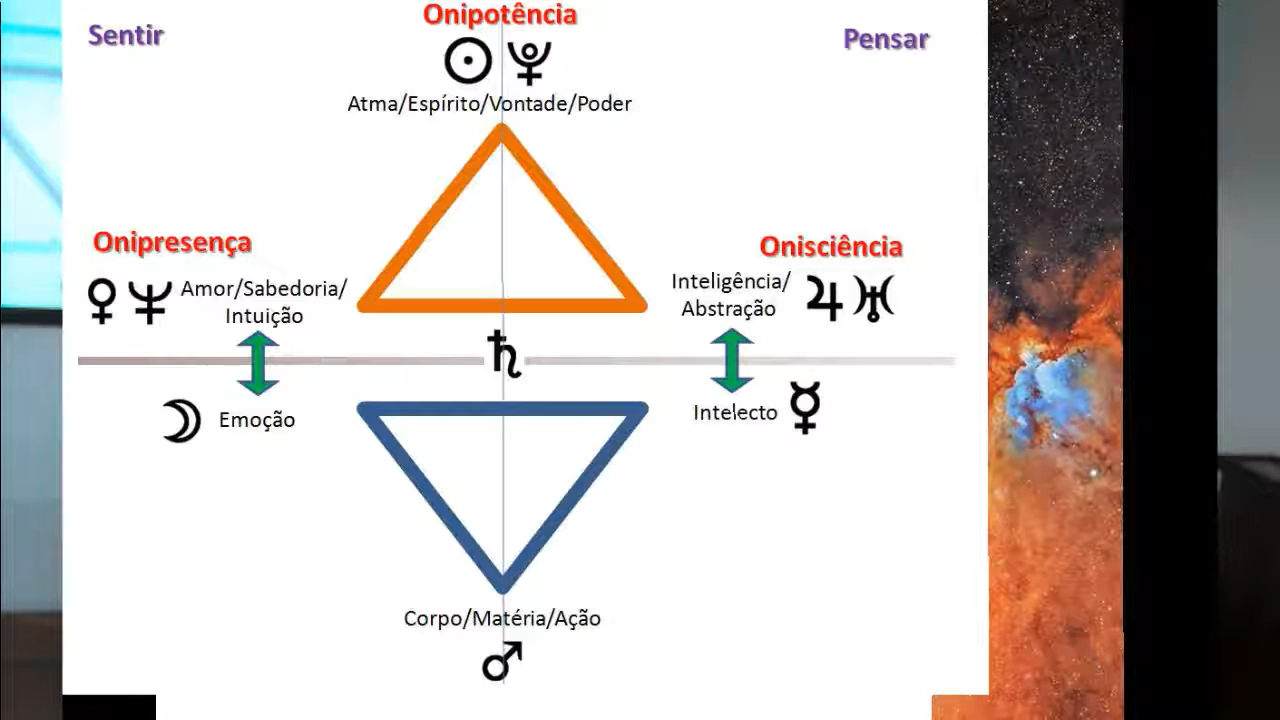 Onipotência
Sentir
Pensar
☉ ♇
Atma/Espírito/Vontade/Poder
Onipresença
Onisciência
♀ ♆ Amor/Sabedoria/
Intuição
Inteligência/
Abstração ♃ ♅
♄
☽ Emoção
Intelecto ☿
Corpo/Matéria/Ação
♂